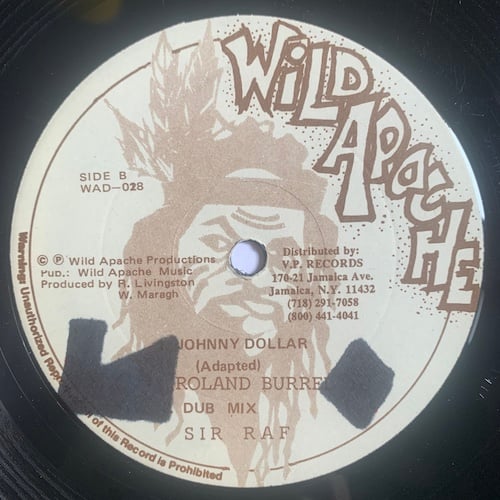 WILD APACHE
SIDE B
WAD-028
© ℗ Wild Apache Productions
PUB.: Wild Apache Music
Produced by R. Livingston
W. Maragh
Distributed by:
V.P. RECORDS
170-21 Jamaica Ave.
Jamaica, N.Y. 11432
(718) 291-7058
(800) 441-4041
JOHNNY DOLLAR
(Adapted)
ROLAND BURRE
DUB MIX
SIR RAF
Warning: Unauthorized Repro
of this Record is Prohibited